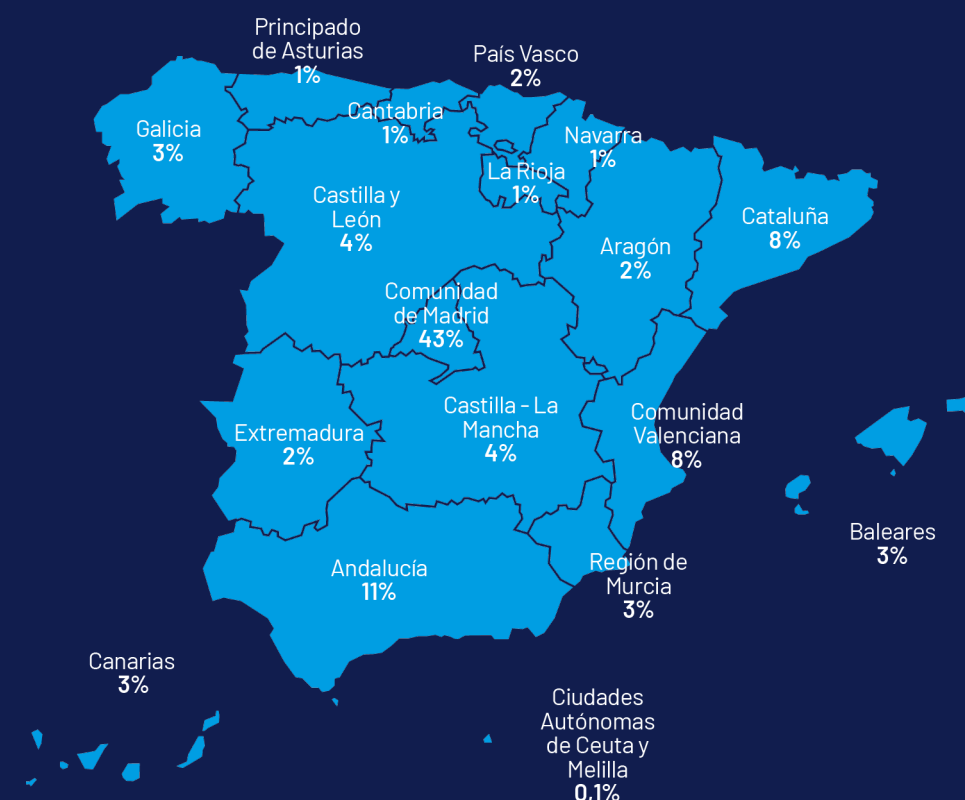 Principado
de Asturias
1%
País Vasco
2%
Cantabria
1%
Galicia
3%
Navarra
1%
La Rioja
1%
Castilla y
León
4%
Cataluña
8%
Aragón
2%
Comunidad
de Madrid
43%
Castilla - La
Mancha
4%
Comunidad
Valenciana
8%
Extremadura
2%
Baleares
3%
Andalucía
11%
Región de
Murcia
3%
Canarias
3%
Ciudades
Autónomas
de Ceuta y
Melilla
0,1%